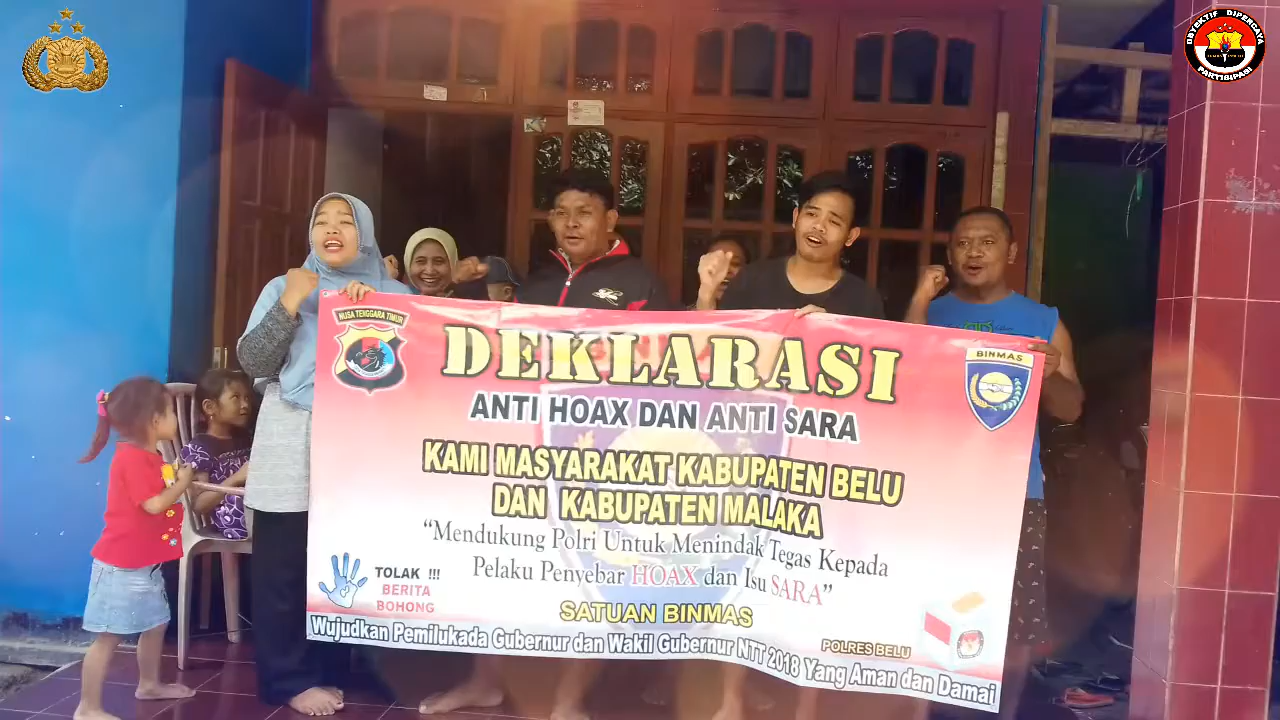 OBYEKTIF DIPERCAYA
PARTISIPASI
NUSA TENGGARA TIMUR
BINMAS
DEKLARASI
ANTI HOAX DAN ANTI SARA
KAMI MASYARAKAT KABUPATEN BELU
DAN KABUPATEN MALAKA
“Mendukung Polri Untuk Menindak Tegas Kepada
Pelaku Penyebar HOAX dan Isu SARA”
TOLAK !!!
BERITA
BOHONG
SATUAN BINMAS
POLRES BELU
Wujudkan Pemilukada Gubernur dan Wakil Gubernur NTT 2018 Yang Aman dan Damai